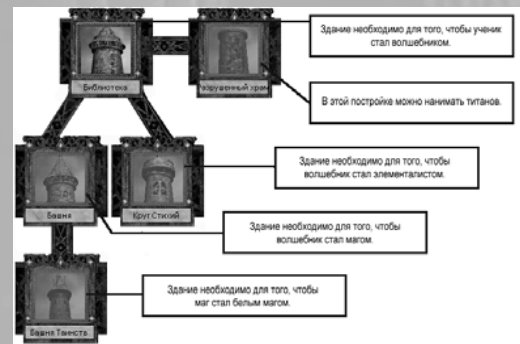 Здание необходимо для того, чтобы ученик
стал волшебником.
Библиотека
Разрушенный храм
В этой постройке можно нанимать титанов.
Здание необходимо для того, чтобы
волшебник стал элементалистом.
Башня
Круг Стихий
Здание необходимо для того, чтобы
волшебник стал магом.
Здание необходимо для того, чтобы
маг стал белым магом.
Башня Таинств